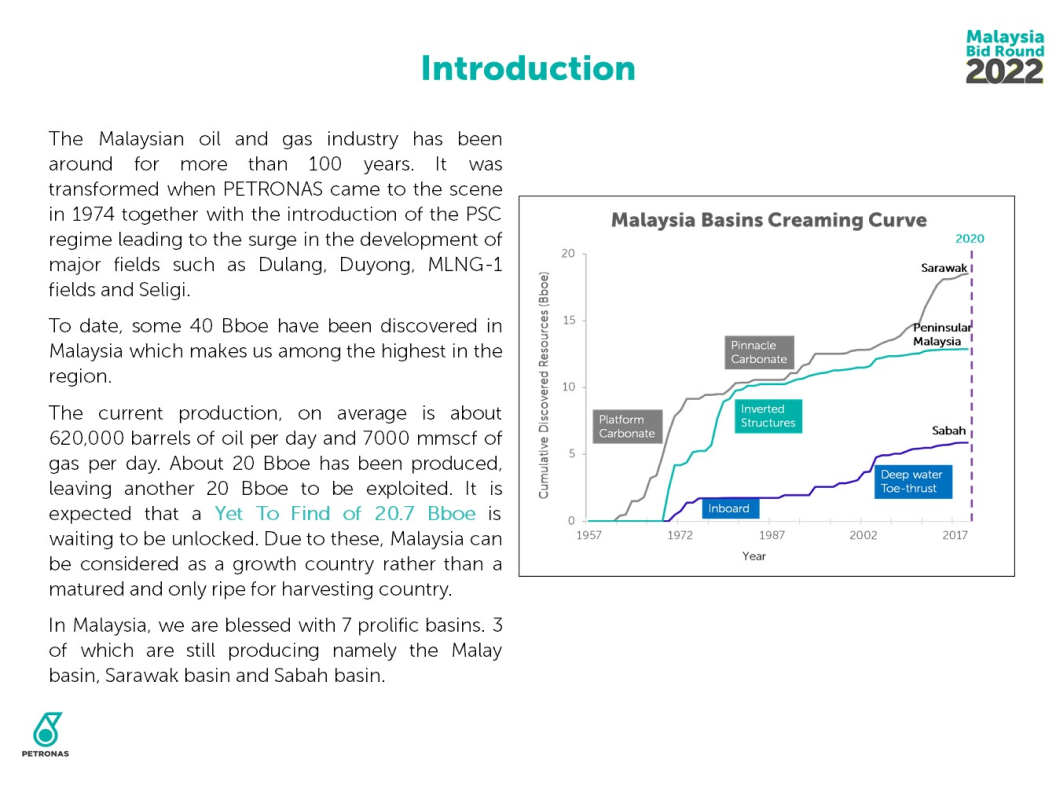 Malaysia
Bid Round
2022
Introduction
The Malaysian oil and gas industry has been
around for more than 100 years. It was
transformed when PETRONAS came to the scene
in 1974 together with the introduction of the PSC
regime leading to the surge in the development of
major fields such as Dulang, Duyong, MLNG-1
fields and Seligi.
To date, some 40 Bboe have been discovered in
Malaysia which makes us among the highest in the
region.
The current production, on average is about
620,000 barrels of oil per day and 7000 mmscf of
gas per day. About 20 Bboe has been produced,
leaving another 20 Bboe to be exploited. It is
expected that a Yet To Find of 20.7 Bboe is
waiting to be unlocked. Due to these, Malaysia can
be considered as a growth country rather than a
matured and only ripe for harvesting country.
In Malaysia, we are blessed with 7 prolific basins. 3
of which are still producing namely the Malay
basin, Sarawak basin and Sabah basin.
Malaysia Basins Creaming Curve
2020
Cumulative Discovered Resources (Bboe)
20
15
10
5
0
Sarawak
Peninsular
Malaysia
Pinnacle
Carbonate
Platform
Carbonate
Inverted
Structures
Sabah
Deep water
Toe-thrust
Inboard
1957
1972
1987
2002
2017
Year
PETRONAS